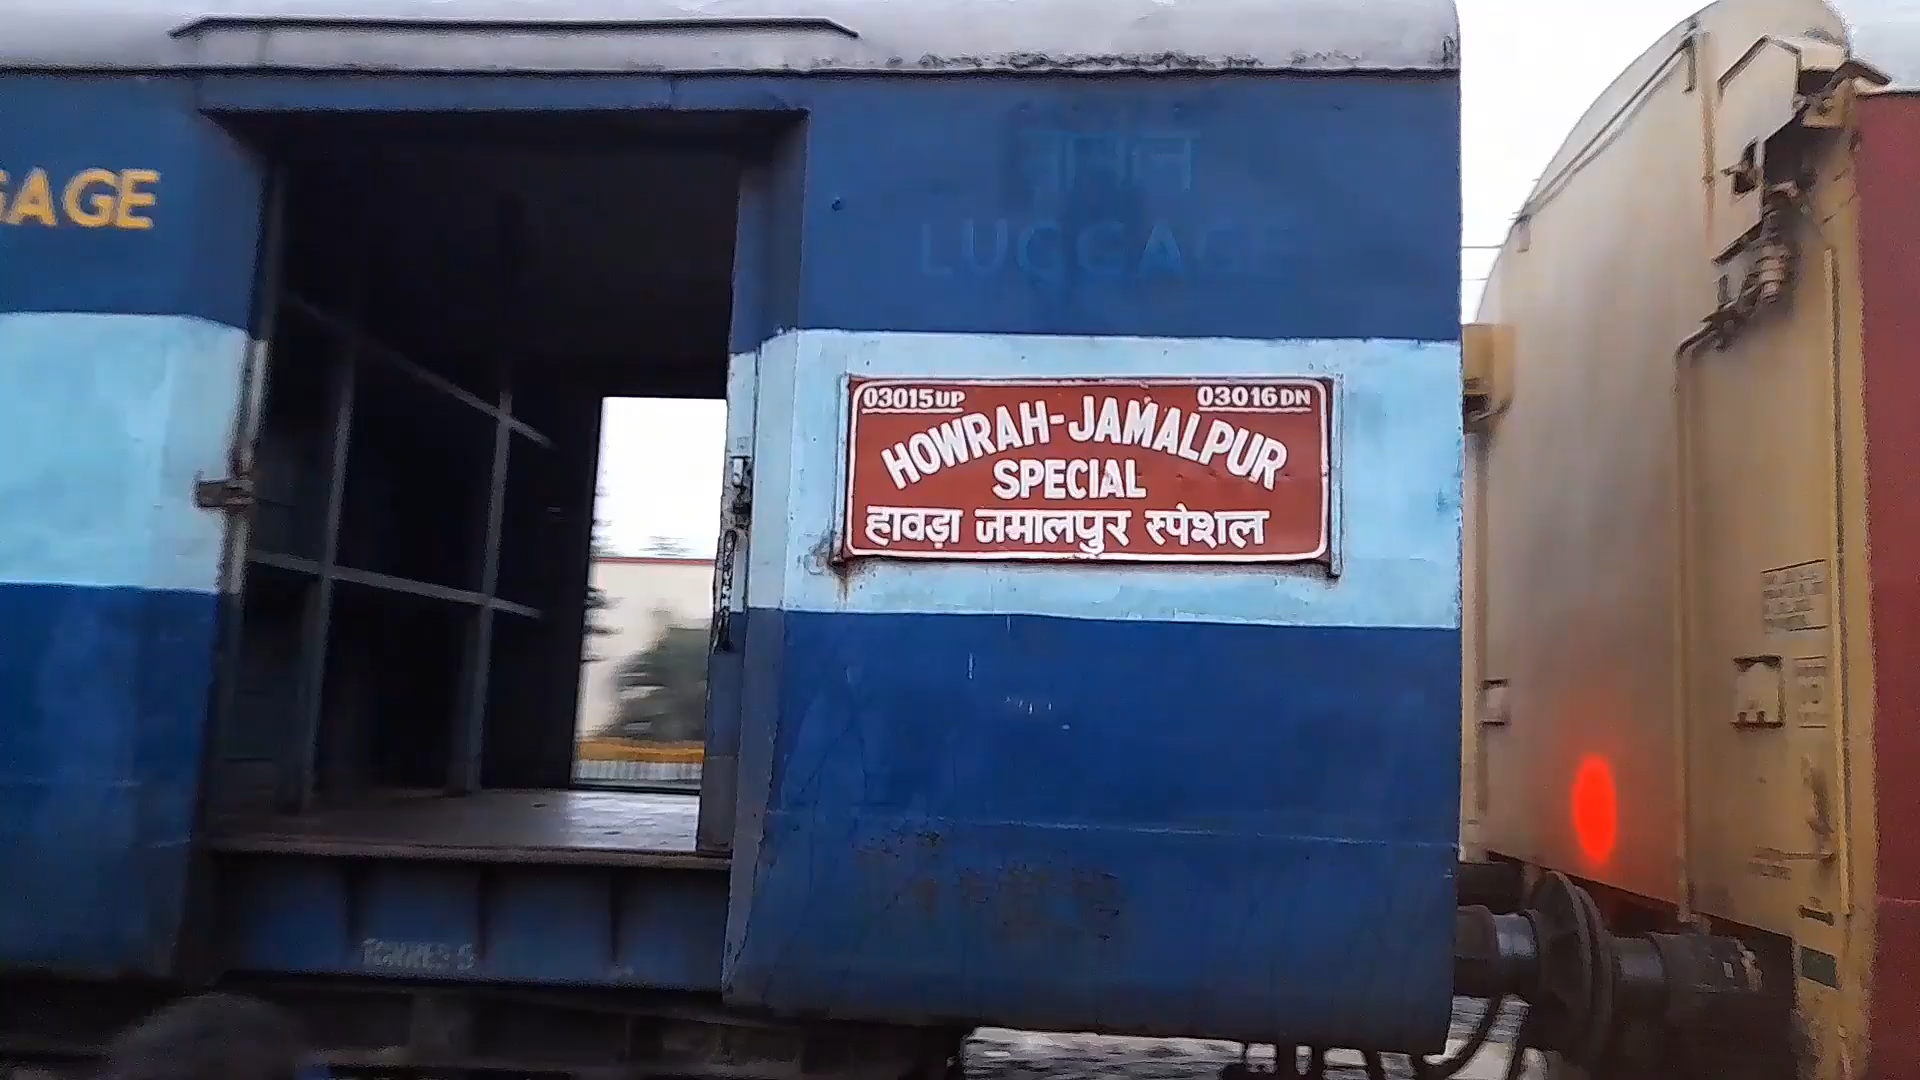 GAGE
LUGGAGE
03015UP 03016DN
HOWRAH-JAMALPUR
SPECIAL
हावड़ा जमालपुर स्पेशल